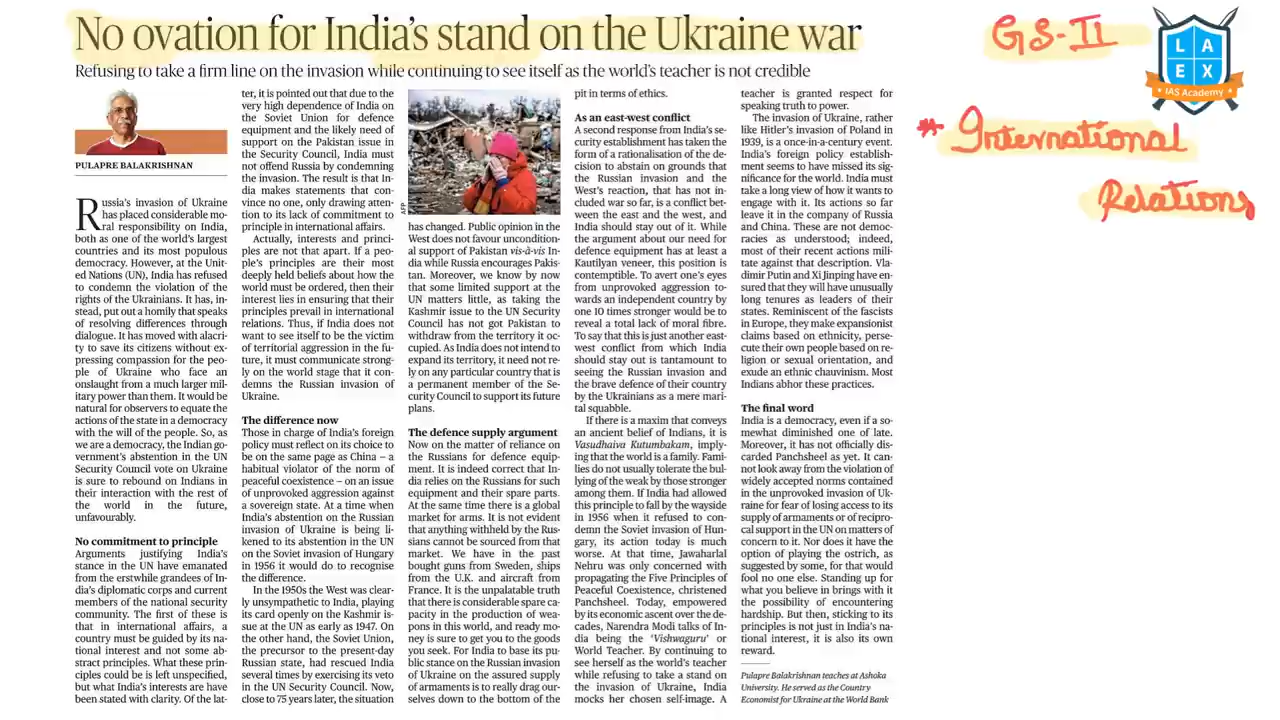 No ovation for India's stand on the Ukraine war
Refusing to take a firm line on the invasion while continuing to see itself as the world's teacher is not credible
PULAPRE BALAKRISHNAN
Russia's invasion of Ukraine
has placed considerable mo-
ral responsibility on India,
both as one of the world's largest
countries and its most populous
democracy. However, at the Unit-
ed Nations (UN), India has refused
to condemn the violation of the
rights of the Ukrainians. It has, in-
stead, put out a homily that speaks
of resolving differences through
dialogue. It has moved with alacri-
ty to save its citizens without ex-
pressing compassion for the peo-
ple of Ukraine who face an
onslaught from a much larger mil-
itary power than them. It would be
natural for observers to equate the
actions of the state in a democracy
with the will of the people. So, as
we are a democracy, the Indian go-
vernment's abstention in the UN
Security Council vote on Ukraine
is sure to rebound on Indians in
their interaction with the rest of
the world in the future,
unfavourably.
No commitment to principle
Arguments justifying India's
stance in the UN have emanated
from the erstwhile grandees of In-
dia's diplomatic corps and current
members of the national security
community. The first of these is
that in international affairs, a
country must be guided by its na-
tional interest and not some ab-
stract principles. What these prin-
ciples could be is left unspecified,
but what India's interests are have
been stated with clarity. Of the lat-
ter, it is pointed out that due to the
very high dependence of India on
the Soviet Union for defence
equipment and the likely need of
support on the Pakistan issue in
the Security Council, India must
not offend Russia by condemning
the invasion. The result is that In-
dia makes statements that con-
vince no one, only drawing atten-
tion to its lack of commitment to
principle in international affairs.
Actually, interests and princi-
ples are not that apart. If a peo-
ple's principles are their most
deeply held beliefs about how the
world must be ordered, then their
interest lies in ensuring that their
principles prevail in international
relations. Thus, if India does not
want to see itself to be the victim
of territorial aggression in the fu-
ture, it must communicate strong-
ly on the world stage that it con-
demns the Russian invasion of
Ukraine.
The difference now
Those in charge of India's foreign
policy must reflect on its choice to
be on the same page as China – a
habitual violator of the norm of
peaceful coexistence – on an issue
of unprovoked aggression against
a sovereign state. At a time when
India's abstention on the Russian
invasion of Ukraine is being li-
kened to its abstention in the UN
on the Soviet invasion of Hungary
in 1956 it would do to recognise
the difference.
In the 1950s the West was clear-
ly unsympathetic to India, playing
its card openly on the Kashmir is-
sue at the UN as early as 1947. On
the other hand, the Soviet Union,
the precursor to the present-day
Russian state, had rescued India
several times by exercising its veto
in the UN Security Council. Now,
close to 75 years later, the situation
AFP
has changed. Public opinion in the
West does not favour uncondition-
al support of Pakistan vis-à-vis In-
dia while Russia encourages Pakis-
tan. Moreover, we know by now
that some limited support at the
UN matters little, as taking the
Kashmir issue to the UN Security
Council has not got Pakistan to
withdraw from the territory it oc-
cupied. As India does not intend to
expand its territory, it need not re-
ly on any particular country that is
a permanent member of the Se-
curity Council to support its future
plans.
The defence supply argument
Now on the matter of reliance on
the Russians for defence equip-
ment. It is indeed correct that In-
dia relies on the Russians for such
equipment and their spare parts.
At the same time there is a global
market for arms. It is not evident
that anything withheld by the Rus-
sians cannot be sourced from that
market. We have in the past
bought guns from Sweden, ships
from the U.K. and aircraft from
France. It is the unpalatable truth
that there is considerable spare ca-
pacity in the production of weap-
ons in this world, and ready mo-
ney is sure to get you to the goods
you seek. For India to base its pu-
blic stance on the Russian invasion
of Ukraine on the assured supply
of armaments is to really drag our-
selves down to the bottom of the
pit in terms of ethics.
As an east-west conflict
A second response from India's se-
curity establishment has taken the
form of a rationalisation of the de-
cision to abstain on grounds that
the Russian invasion and the
West's reaction, that has not in-
cluded war so far, is a conflict be-
tween the east and the west, and
India should stay out of it. While
the argument about our need for
defence equipment has at least a
Kautilyan veneer, this position is
contemptible. To avert one's eyes
from unprovoked aggression to-
wards an independent country by
one 10 times stronger would be to
reveal a total lack of moral fibre.
To say that this is just another east-
west conflict from which India
should stay out is tantamount to
seeing the Russian invasion and
the brave defence of their country
by the Ukrainians as a mere mari-
tal squabble.
If there is a maxim that conveys
an ancient belief of Indians, it is
Vasudhaiva Kutumbakam, imply-
ing that the world is a family. Fami-
lies do not usually tolerate the bul-
lying of the weak by those stronger
among them. If India had allowed
this principle to fall by the wayside
in 1956 when it refused to con-
demn the Soviet invasion of Hun-
gary, its action today is much
worse. At that time, Jawaharlal
Nehru was only concerned with
propagating the Five Principles of
Peaceful Coexistence, christened
Panchsheel. Today, empowered
by its economic ascent over the de-
cades, Narendra Modi talks of In-
dia being the 'Vishwaguru' or
World Teacher. By continuing to
see herself as the world's teacher
while refusing to take a stand on
the invasion of Ukraine, India
mocks her chosen self-image. A
teacher is granted respect for
speaking truth to power.
The invasion of Ukraine, rather
like Hitler's invasion of Poland in
1939, is a once-in-a-century event.
India's foreign policy establish-
ment seems to have missed its sig-
nificance for the world. India must
take a long view of how it wants to
engage with it. Its actions so far
leave it in the company of Russia
and China. These are not democ-
racies as understood; indeed,
most of their recent actions mili-
tate against that description. Vla-
dimir Putin and Xi Jinping have en-
sured that they will have unusually
long tenures as leaders of their
states. Reminiscent of the fascists
in Europe, they make expansionist
claims based on ethnicity, perse-
cute their own people based on re-
ligion or sexual orientation, and
exude an ethnic chauvinism. Most
Indians abhor these practices.
The final word
India is a democracy, even if a so-
mewhat diminished one of late.
Moreover, it has not officially dis-
carded Panchsheel as yet. It can-
not look away from the violation of
widely accepted norms contained
in the unprovoked invasion of Uk-
raine for fear of losing access to its
supply of armaments or of recipro-
cal support in the UN on matters of
concern to it. Nor does it have the
option of playing the ostrich, as
suggested by some, for that would
fool no one else. Standing up for
what you believe in brings with it
the possibility of encountering
hardship. But then, sticking to its
principles is not just in India's na-
tional interest, it is also its own
reward.
Pulapre Balakrishnan teaches at Ashoka
University. He served as the Country
Economist for Ukraine at the World Bank
GS-II
* International
Relations
L A
E X
IAS Academy